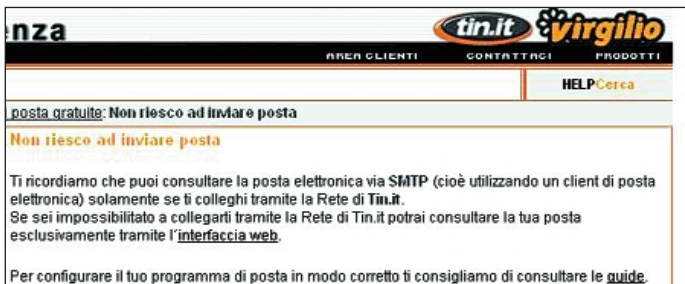 nza
tin.it virgilio
AREA CLIENTI CONTATTACI PRODOTTI
HELPCerca
i posta gratuite: Non riesco ad inviare posta
Non riesco ad inviare posta
Ti ricordiamo che puoi consultare la posta elettronica via SMTP (cioè utilizzando un client di posta
elettronica) solamente se ti colleghi tramite la Rete di Tin.it.
Se sei impossibilitato a collegarti tramite la Rete di Tin.it potrai consultare la tua posta
esclusivamente tramite l´interfaccia web.
Per configurare il tuo programma di posta in modo corretto ti consigliamo di consultare le guide.